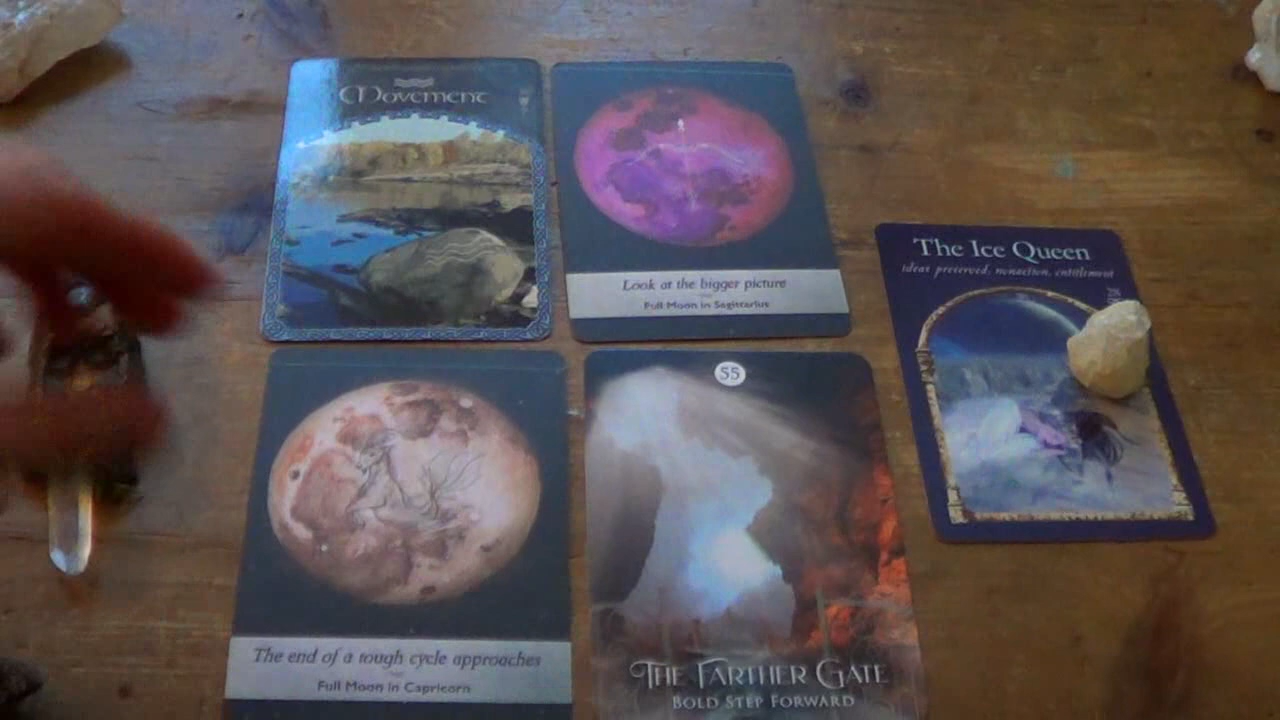 Movement
Look at the bigger picture
Full Moon in Sagittarius
The Ice Queen
ideas preserved, nonaction, entitlement
The end of a tough cycle approaches
Full Moon in Capricorn
55
The Farther Gate
Bold Step Forward